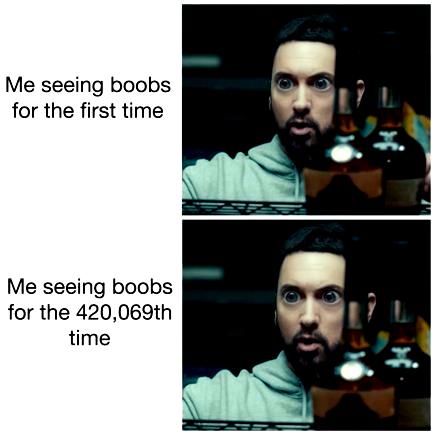 Me seeing boobs
for the first time
Me seeing boobs
for the 420,069th
time